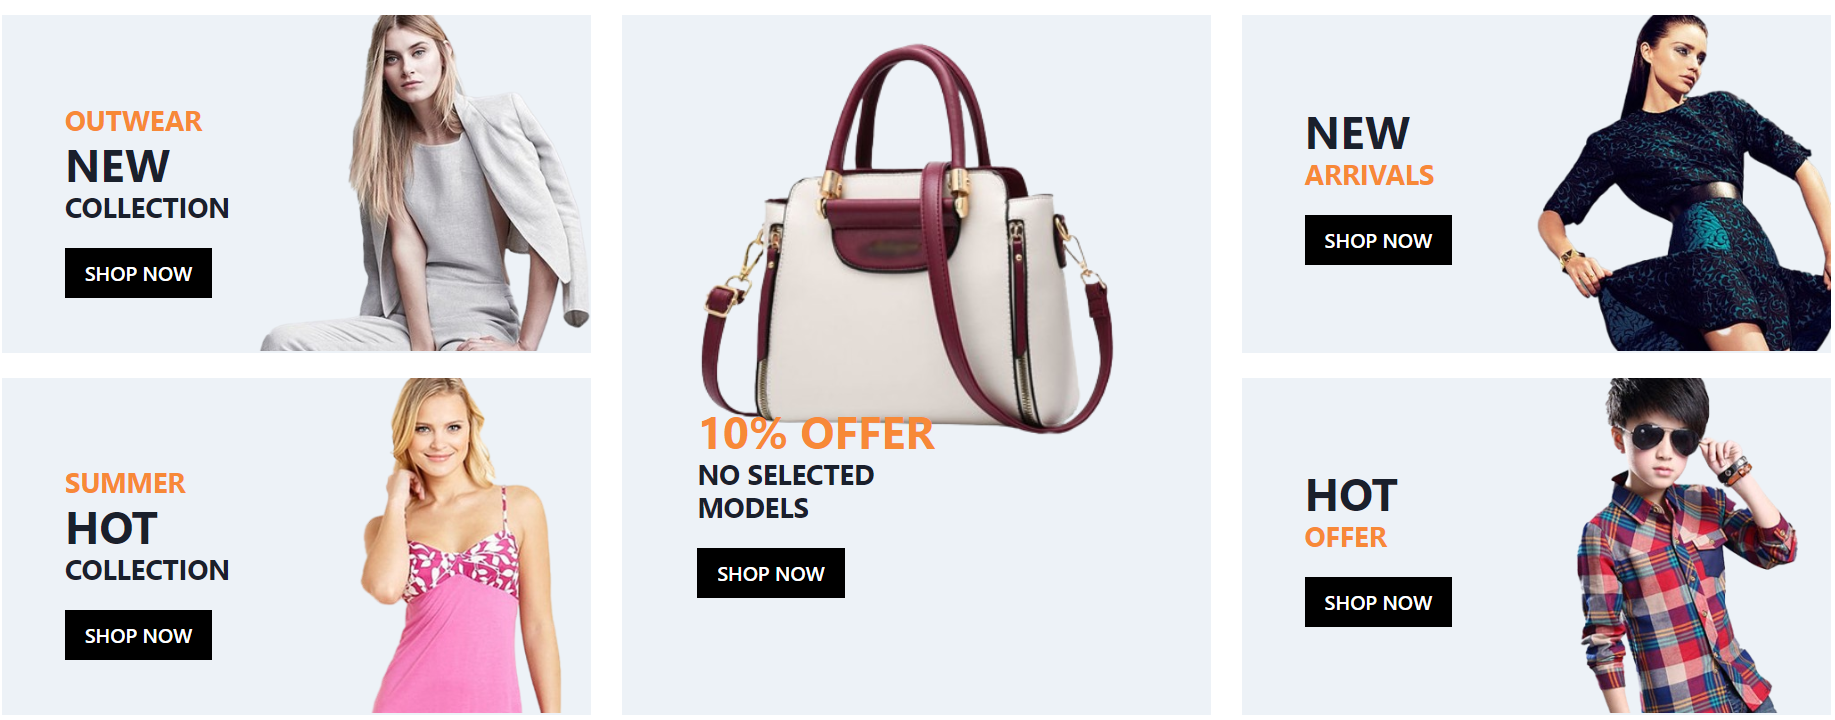 OUTWEAR
NEW
COLLECTION
SHOP NOW
SUMMER
HOT
COLLECTION
SHOP NOW
10% OFFER
NO SELECTED
MODELS
SHOP NOW
NEW
ARRIVALS
SHOP NOW
HOT
OFFER
SHOP NOW